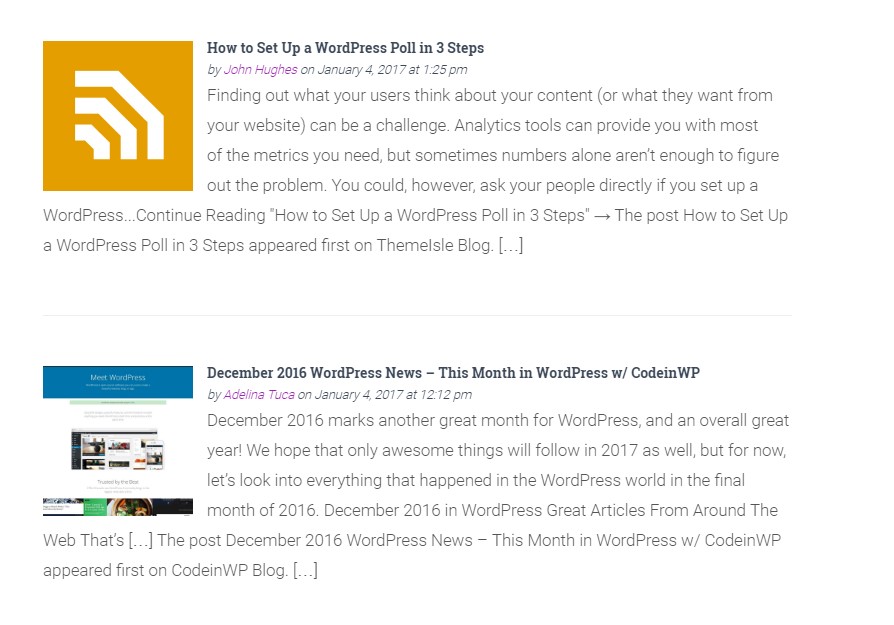 How to Set Up a WordPress Poll in 3 Steps
by John Hughes on January 4, 2017 at 1:25 pm
Finding out what your users think about your content (or what they want from
your website) can be a challenge. Analytics tools can provide you with most
of the metrics you need, but sometimes numbers alone aren’t enough to figure
out the problem. You could, however, ask your people directly if you set up a
WordPress...Continue Reading "How to Set Up a WordPress Poll in 3 Steps" → The post How to Set Up
a WordPress Poll in 3 Steps appeared first on ThemeIsle Blog. […]
December 2016 WordPress News – This Month in WordPress w/ CodeinWP
by Adelina Tuca on January 4, 2017 at 12:12 pm
Meet WordPress
December 2016 marks another great month for WordPress, and an overall great
year! We hope that only awesome things will follow in 2017 as well, but for now,
let’s look into everything that happened in the WordPress world in the final
Trusted by the Best
month of 2016. December 2016 in WordPress Great Articles From Around The
Web That’s […] The post December 2016 WordPress News – This Month in WordPress w/ CodeinWP
appeared first on CodeinWP Blog. […]